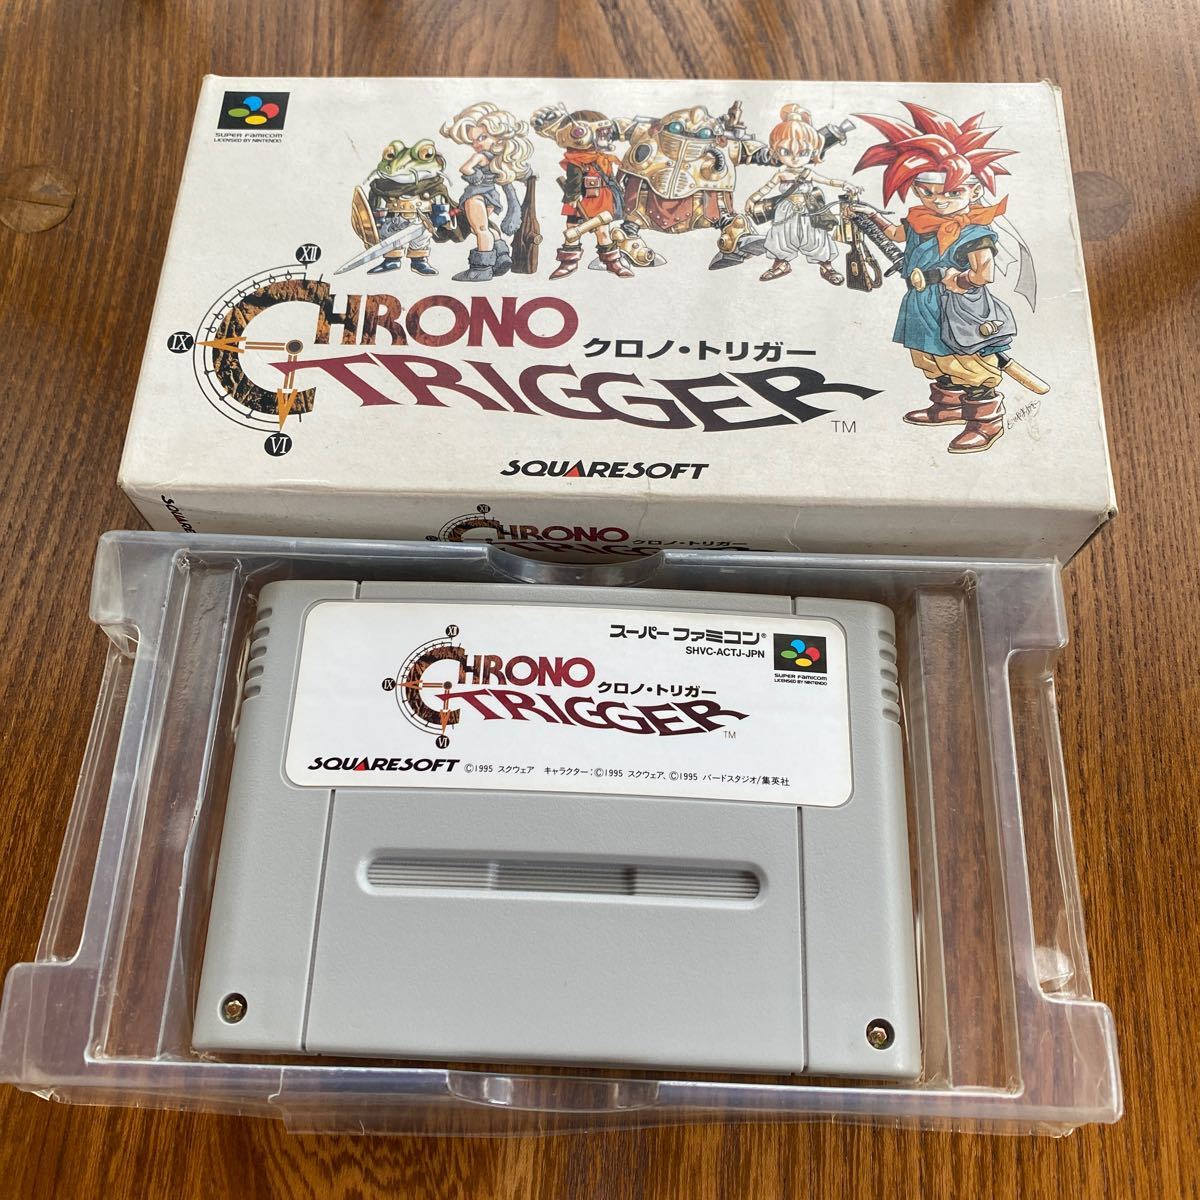 SUPER FAMICOM
LICENSED BY NINTENDO
XII
IX
VI
CHRONO
クロノ・トリガー
TRIGGER
TM
SQUARESOFT
SQUARE
XII
CHRONO
クロノ・トリガー
TRIGGER
スーパーファミコン®
SHVC-ACTJ-JPN
SUPER FAMICOM
LICENSED BY NINTENDO
XII
IX
VI
CHRONO
クロノ・トリガー
TRIGGER
TM
SQUARESOFT ©1995 スクウェア キャラクター:©1995 スクウェア、©1995 バードスタジオ/集英社